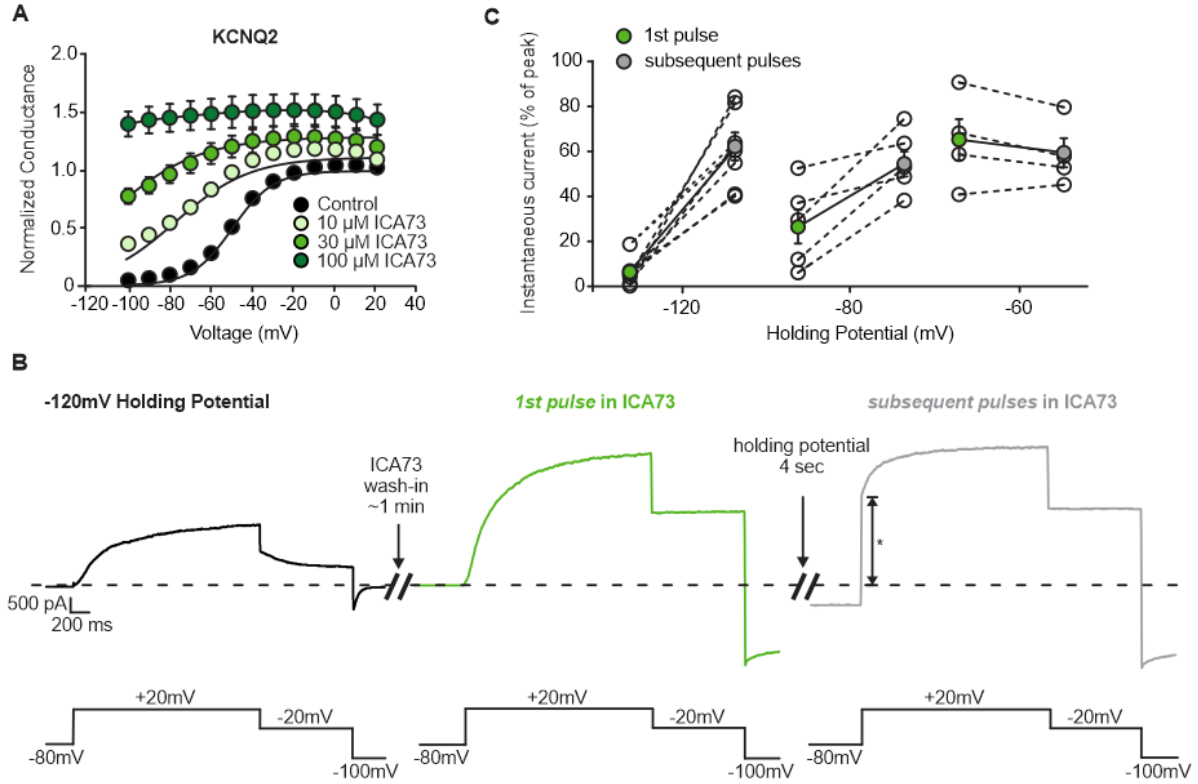 A
KCNQ2
2.0
1.5
1.0
0.5
0
Normalized Conductance
Control
10 µM ICA73
30 µM ICA73
100 µM ICA73
-120 -100 -80 -60 -40 -20 0 20 40
Voltage (mV)
C
1st pulse
subsequent pulses
100
80
60
40
20
0
Instantaneous current (% of peak)
-120 -80 -60
Holding Potential (mV)
B
-120mV Holding Potential
1st pulse in ICA73
subsequent pulses in ICA73
ICA73
wash-in
~1 min
holding potential
4 sec
*
500 pA
200 ms
+20mV
-20mV
-80mV
-100mV
+20mV
-20mV
-80mV
-100mV
+20mV
-20mV
-80mV
-100mV